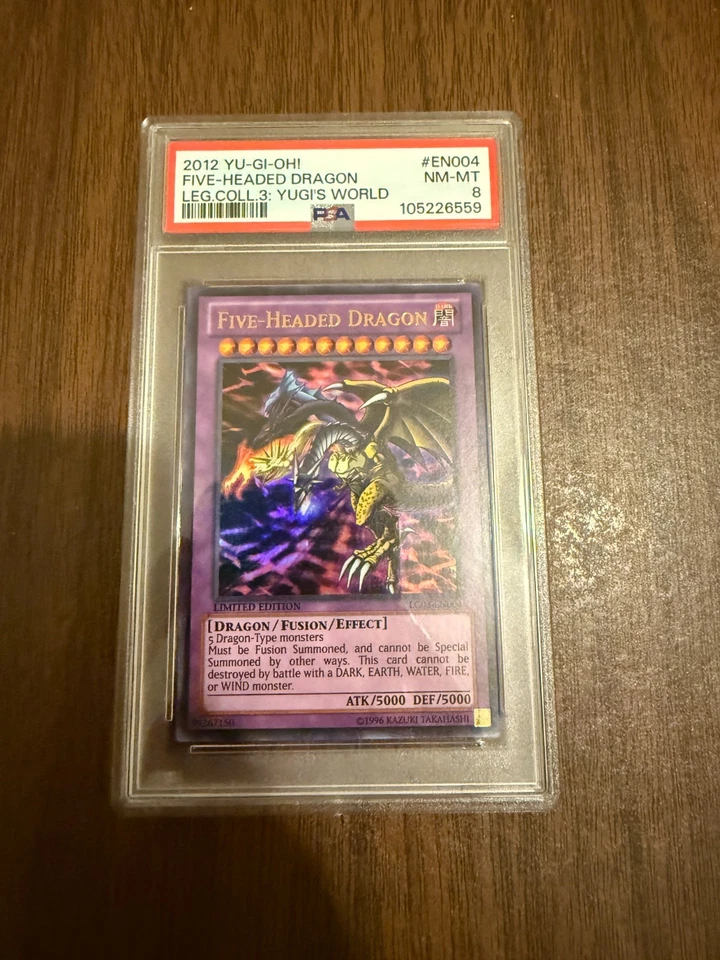 2012 YU-GI-OH! #EN004
FIVE-HEADED DRAGON NM-MT
LEG.COLL.3: YUGI'S WORLD 8
PSA 105226559
FIVE-HEADED DRAGON
DARK 闇
LIMITED EDITION
[DRAGON/FUSION/EFFECT]
5 Dragon-Type monsters
Must be Fusion Summoned, and cannot be Special
Summoned by other ways. This card cannot be
destroyed by battle with a DARK, EARTH, WATER, FIRE,
or WIND monster.
ATK/5000 DEF/5000
©1996 KAZUKI TAKAHASHI